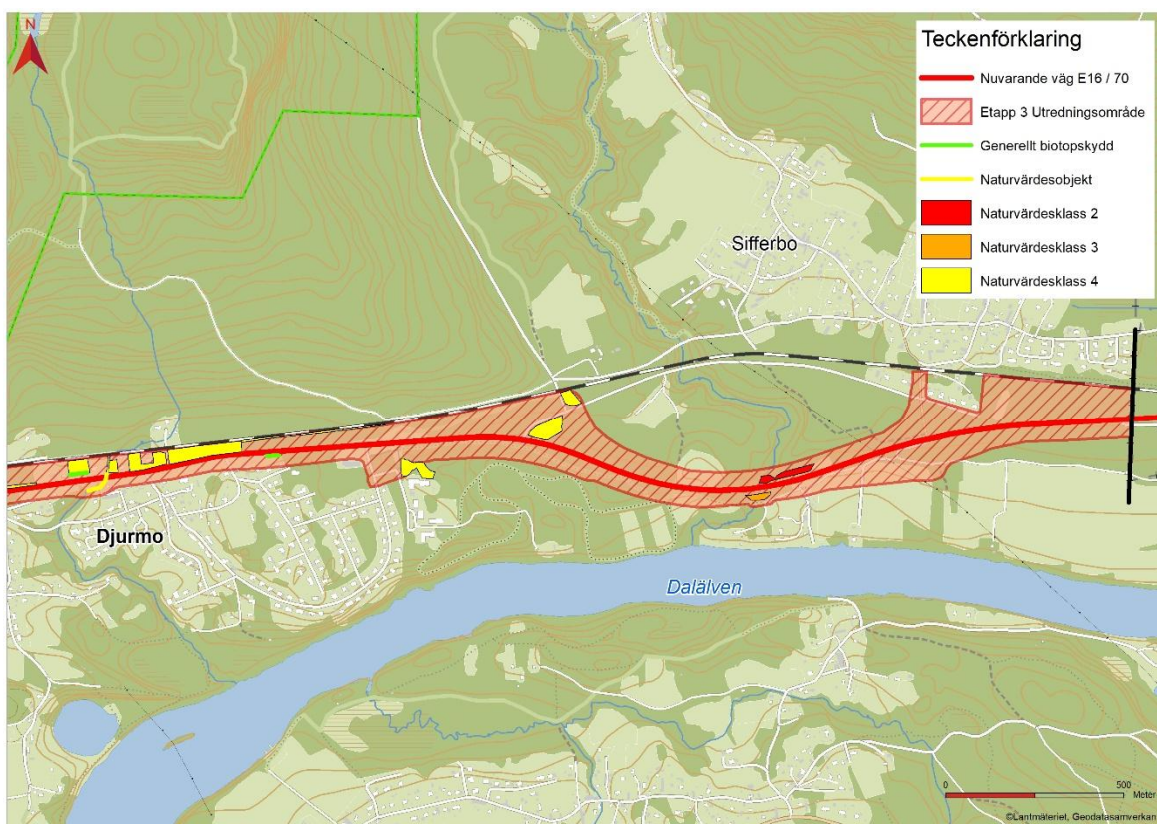 N
Teckenförklaring
Nuvarande väg E16 / 70
Etapp 3 Utredningsområde
Generellt biotopskydd
Naturvärdesobjekt
Naturvärdesklass 2
Naturvärdesklass 3
Naturvärdesklass 4
Sifferbo
Djurmo
Dalälven
0 500
Meter
©Lantmäteriet, Geodatasamverkan